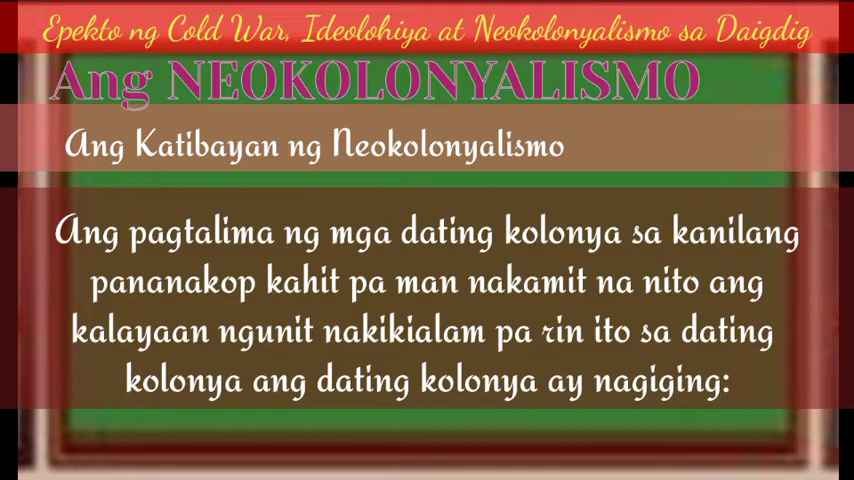 Epekto ng Cold War, Ideolohiya at Neokolonyalismo sa Daigdig
Ang NEOKOLONYALISMO
Ang Katibayan ng Neokolonyalismo
Ang pagtalima ng mga dating kolonya sa kanilang
pananakop kahit pa man nakamit na nito ang
kalayaan ngunit nakikialam pa rin ito sa dating
kolonya ang dating kolonya ay nagiging: